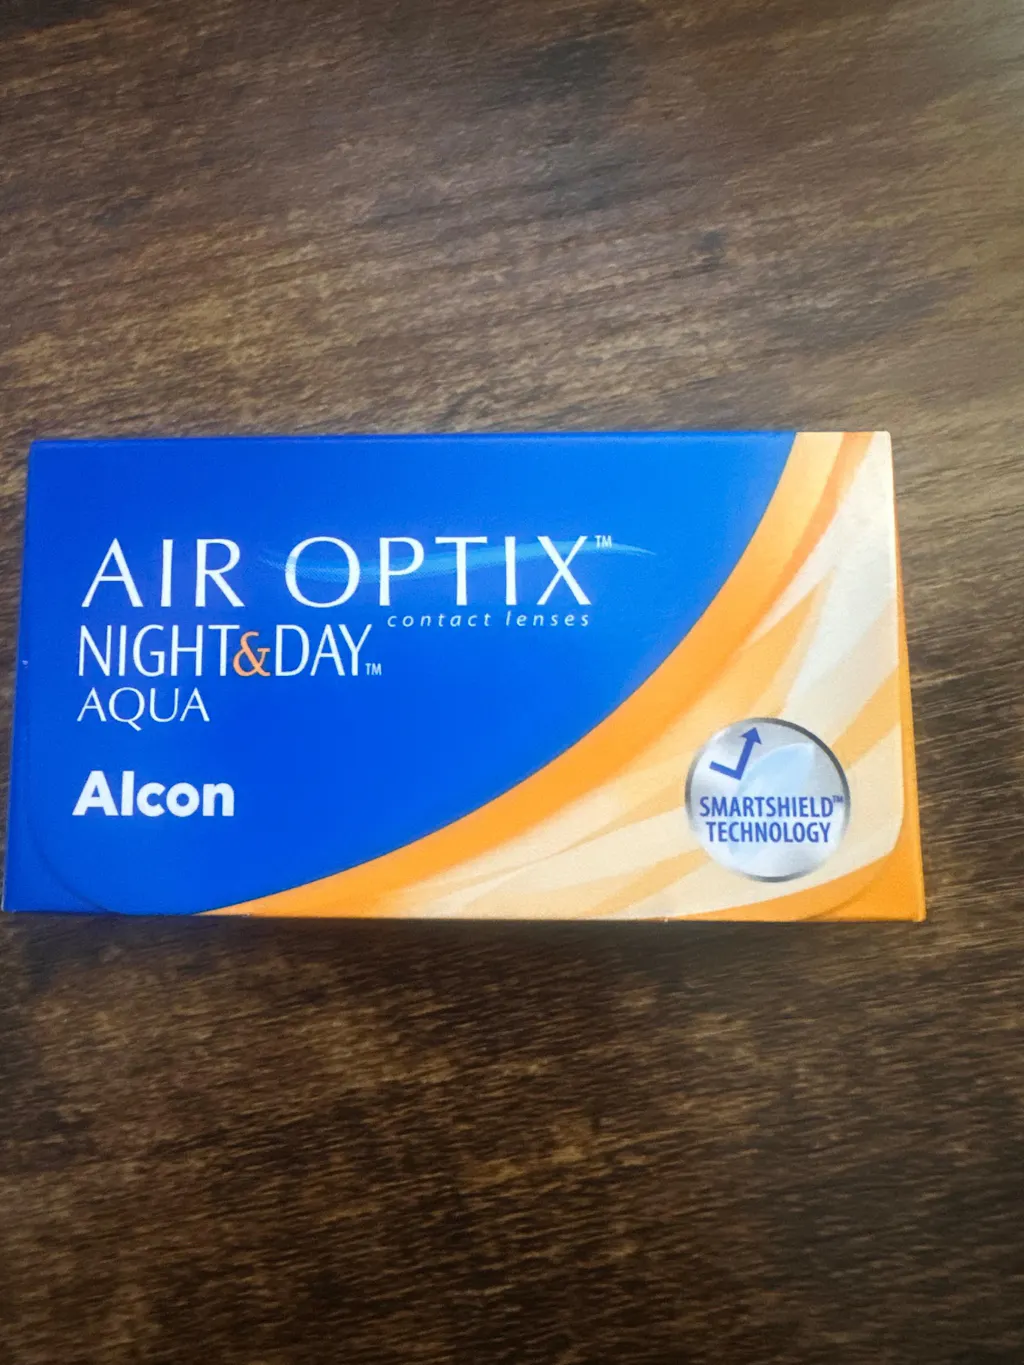 AIR OPTIX™
contact lenses
NIGHT&DAY™
AQUA
Alcon
SMARTSHIELD™
TECHNOLOGY